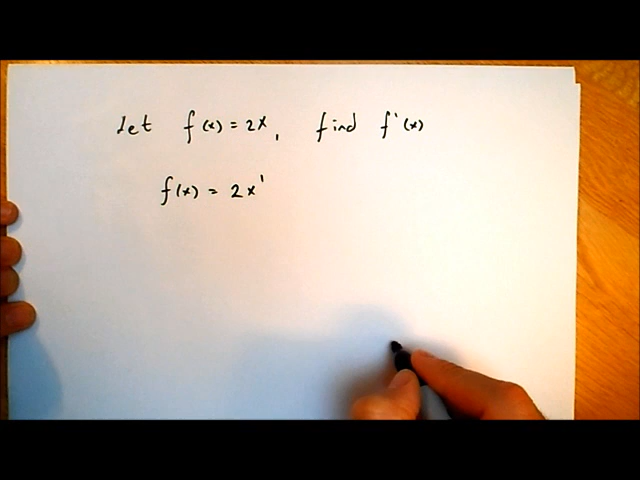 Let f(x) = 2x, find f'(x)
f(x) = 2x¹